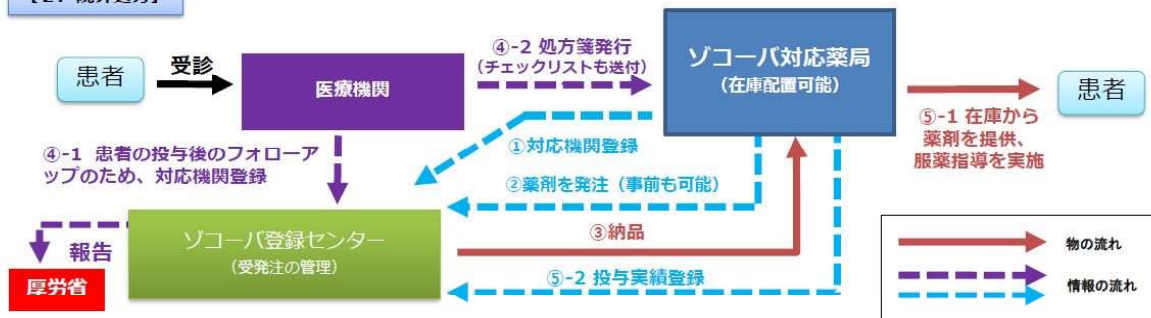 【2．院外処方】
患者
受診
医療機関
④-2 処方箋発行
（チェックリストも送付）
ゾコーバ対応薬局
（在庫配置可能）
患者
⑤-1 在庫から
薬剤を提供、
服薬指導を実施
④-1 患者の投与後のフォローア
ップのため、対応機関登録
①対応機関登録
②薬剤を発注（事前も可能）
③納品
⑤-2 投与実績登録
ゾコーバ登録センター
（受発注の管理）
報告
厚労省
物の流れ
情報の流れ